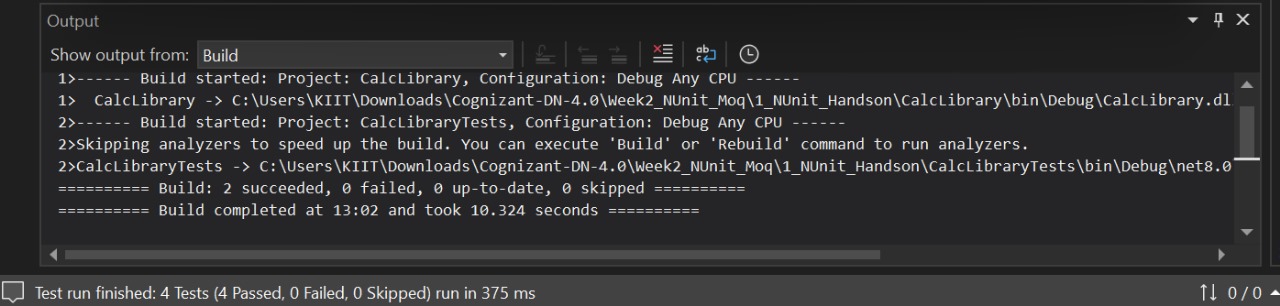 Output
Show output from: Build
1>------ Build started: Project: CalcLibrary, Configuration: Debug Any CPU ------
1>  CalcLibrary -> C:\Users\KIIT\Downloads\Cognizant-DN-4.0\Week2_NUnit_Moq\1_NUnit_Handson\CalcLibrary\bin\Debug\CalcLibrary.dl
2>------ Build started: Project: CalcLibraryTests, Configuration: Debug Any CPU ------
2>Skipping analyzers to speed up the build. You can execute 'Build' or 'Rebuild' command to run analyzers.
2>CalcLibraryTests -> C:\Users\KIIT\Downloads\Cognizant-DN-4.0\Week2_NUnit_Moq\1_NUnit_Handson\CalcLibraryTests\bin\Debug\net8.0
========== Build: 2 succeeded, 0 failed, 0 up-to-date, 0 skipped ==========
========== Build completed at 13:02 and took 10.324 seconds ==========
Test run finished: 4 Tests (4 Passed, 0 Failed, 0 Skipped) run in 375 ms
0 / 0